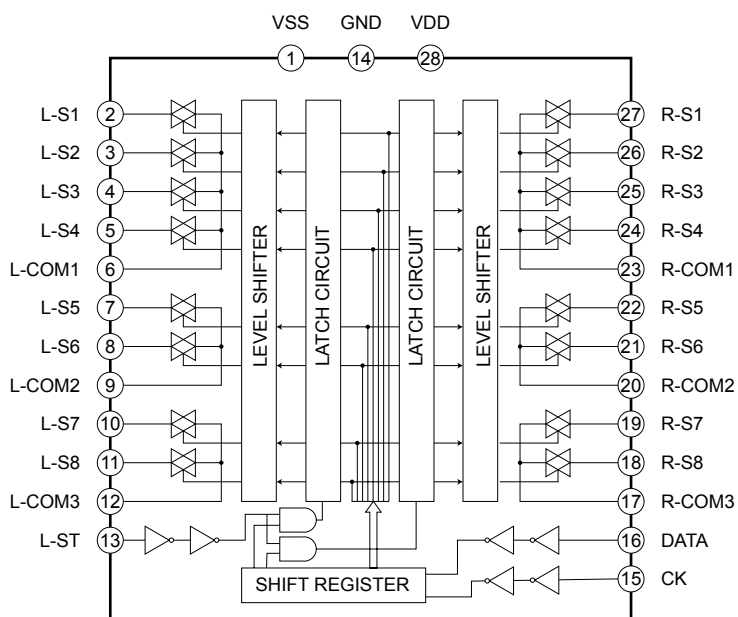 VSS GND VDD
1 14 28
L-S1 2 27 R-S1
L-S2 3 26 R-S2
L-S3 4 25 R-S3
L-S4 5 24 R-S4
L-COM1 6 23 R-COM1
L-S5 7 22 R-S5
L-S6 8 21 R-S6
L-COM2 9 20 R-COM2
L-S7 10 19 R-S7
L-S8 11 18 R-S8
L-COM3 12 17 R-COM3
L-ST 13 16 DATA
15 CK
LEVEL SHIFTER
LATCH CIRCUIT
LATCH CIRCUIT
LEVEL SHIFTER
SHIFT REGISTER